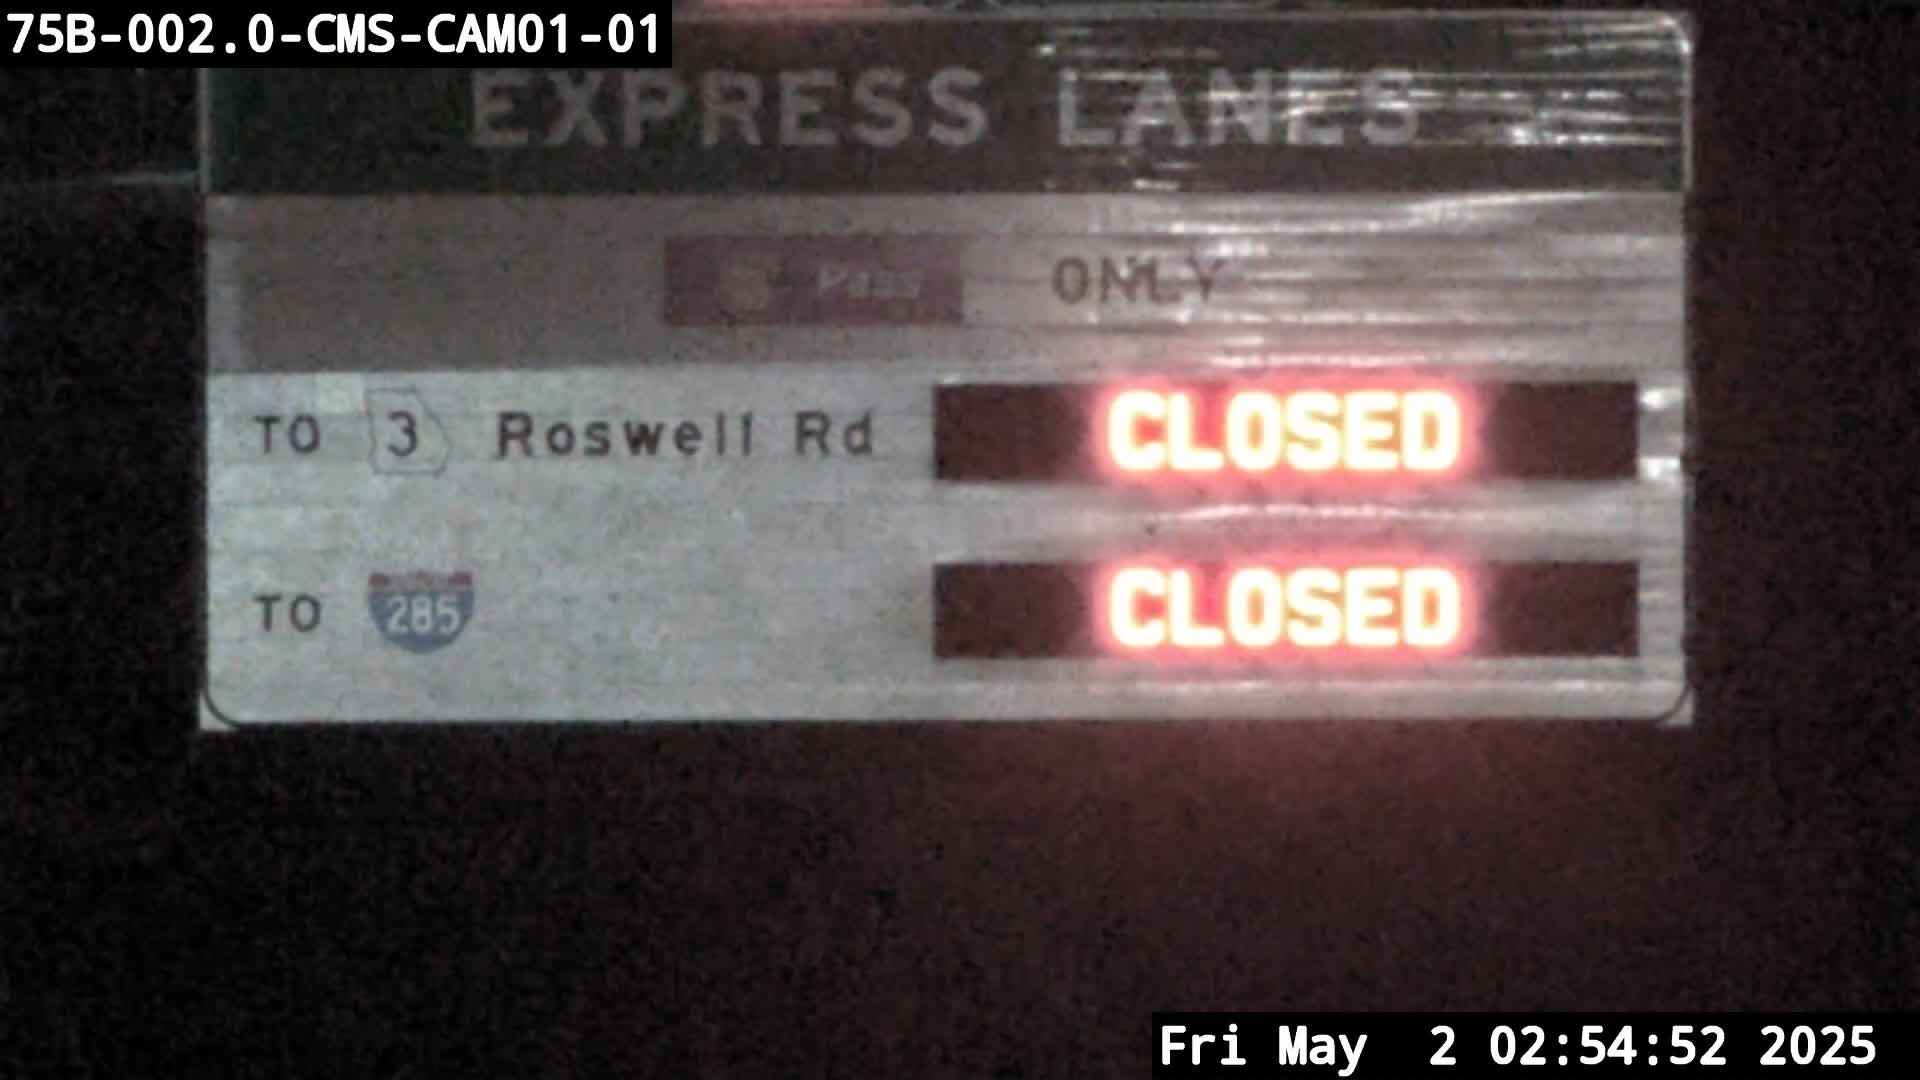 75B-002.0-CMS-CAM01-01
EXPRESS LANES
Pass ONLY
TO 3 Roswell Rd CLOSED
TO 285 CLOSED
Fri May 2 02:54:52 2025